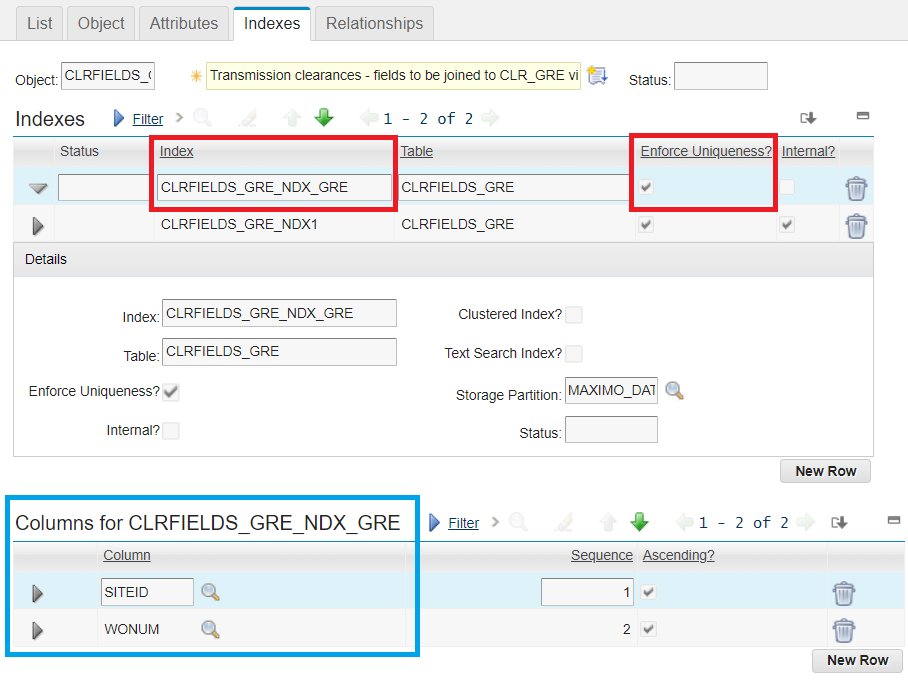 List Object Attributes Indexes Relationships
Object: CLRFIELDS_( Transmission clearances - fields to be joined to CLR_GRE vi Status:
Indexes Filter 1 - 2 of 2
Status Index Table Enforce Uniqueness? Internal?
CLRFIELDS_GRE_NDX_GRE CLRFIELDS_GRE
CLRFIELDS_GRE_NDX1 CLRFIELDS_GRE
Details
Index: CLRFIELDS_GRE_NDX_GRE Clustered Index?
Table: CLRFIELDS_GRE Text Search Index?
Enforce Uniqueness? Storage Partition: MAXIMO_DAT
Internal? Status:
New Row
Columns for CLRFIELDS_GRE_NDX_GRE Filter 1 - 2 of 2
Column Sequence Ascending?
SITEID 1
WONUM 2
New Row